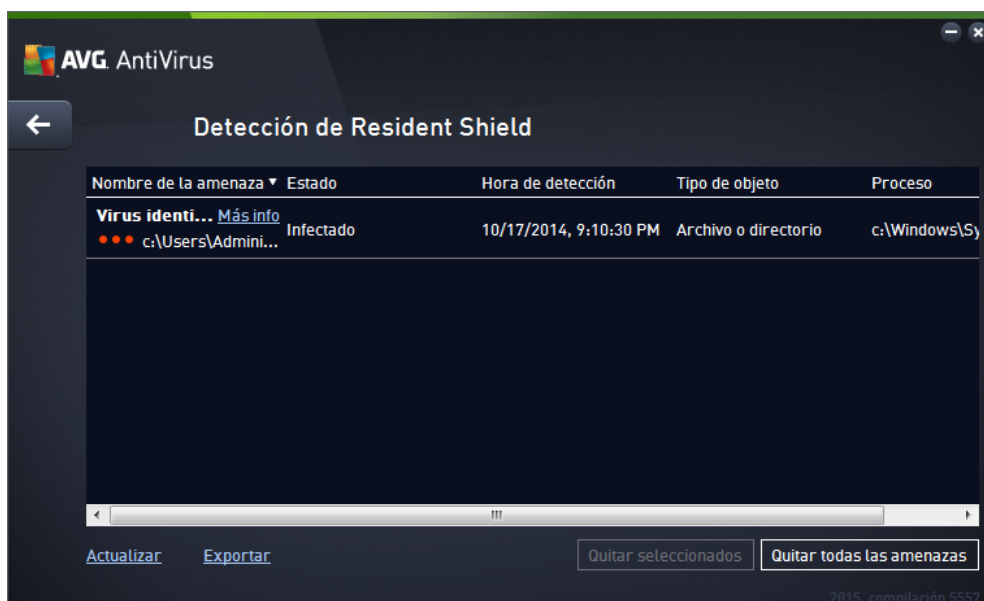 AVG. AntiVirus
Detección de Resident Shield
Nombre de la amenaza Estado Hora de detección Tipo de objeto Proceso
Virus identi... Más info
Infectado 10/17/2014, 9:10:30 PM Archivo o directorio c:\Windows\Sy
c:\Users\Admini...
Actualizar Exportar Quitar seleccionados Quitar todas las amenazas
2015, compilación 5557